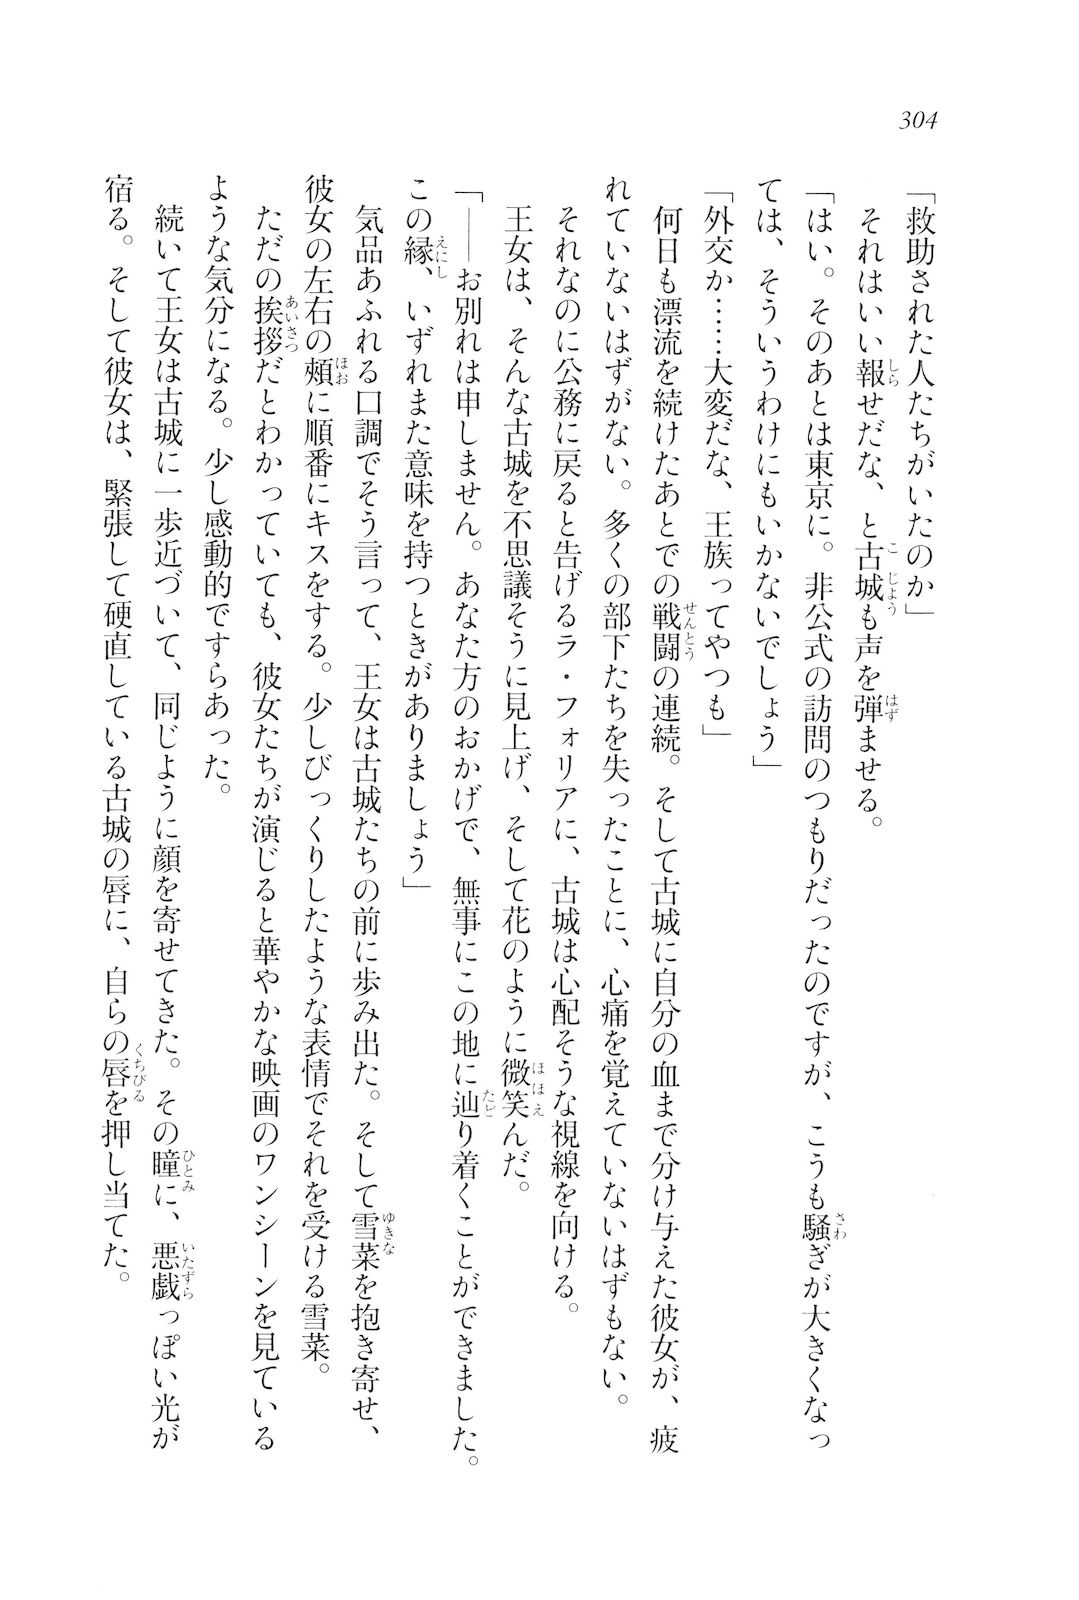 304
「救助された人たちがいたのか」
それはいい報せだな、と古城も声を弾ませる。
「はい。そのあとは東京に。非公式の訪問のつもりだったのですが、こうも騒ぎが大きくなっ
ては、そういうわけにもいかないでしょう」
「外交か……大変だな、王族ってやつも」
何日も漂流を続けたあとでの戦闘の連続。そして古城に自分の血まで分け与えた彼女が、疲
れていないはずがない。多くの部下たちを失ったことに、心痛を覚えていないはずもない。
それなのに公務に戻ると告げるラ・フォリアに、古城は心配そうな視線を向ける。
王女は、そんな古城を不思議そうに見上げ、そして花のように微笑んだ。
「――お別れは申しません。あなた方のおかげで、無事にこの地に辿り着くことができました。
この縁、いずれまた意味を持つときがありましょう」
気品あふれる口調でそう言って、王女は古城たちの前に歩み出た。そして雪菜を抱き寄せ、
彼女の左右の頰に順番にキスをする。少しびっくりしたような表情でそれを受ける雪菜。
ただの挨拶だとわかっていても、彼女たちが演じると華やかな映画のワンシーンを見ている
ような気分になる。少し感動的ですらあった。
続いて王女は古城に一歩近づいて、同じように顔を寄せてきた。その瞳に、悪戯っぽい光が
宿る。そして彼女は、緊張して硬直している古城の唇に、自らの唇を押し当てた。